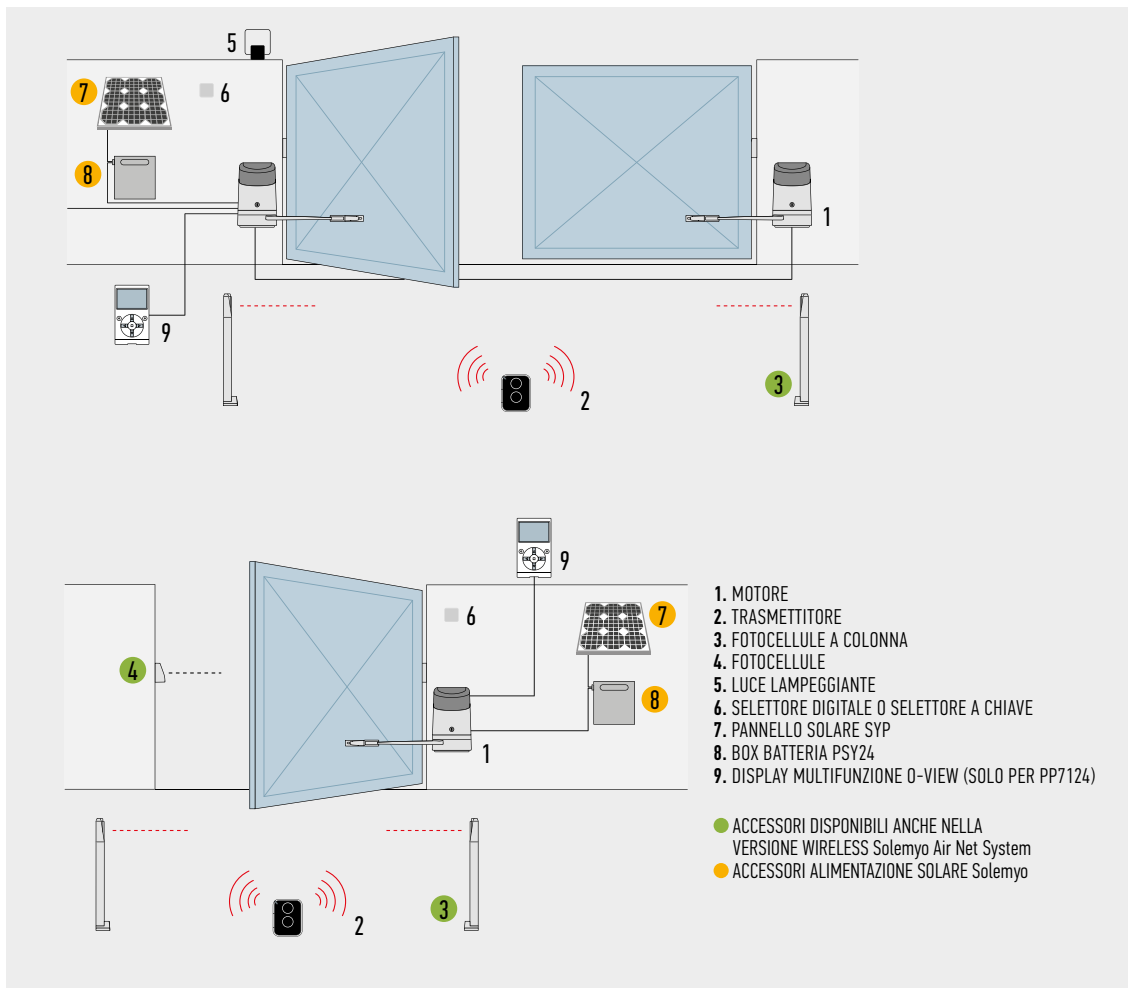 5
7
6
8
1
9
2
3
9
6
7
4
8
1
3
2
1. MOTORE
2. TRASMETTITORE
3. FOTOCELLULE A COLONNA
4. FOTOCELLULE
5. LUCE LAMPEGGIANTE
6. SELETTORE DIGITALE O SELETTORE A CHIAVE
7. PANNELLO SOLARE SYP
8. BOX BATTERIA PSY24
9. DISPLAY MULTIFUNZIONE O-VIEW (SOLO PER PP7124)
ACCESSORI DISPONIBILI ANCHE NELLA
VERSIONE WIRELESS Solemyo Air Net System
ACCESSORI ALIMENTAZIONE SOLARE Solemyo